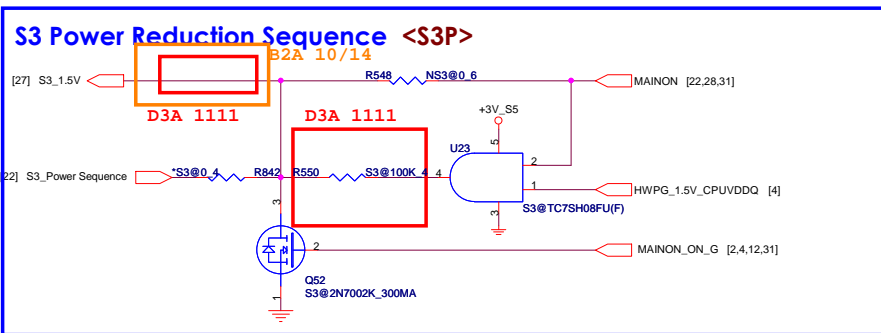 S3 Power Reduction Sequence <S3P>
B2A 10/14
[27] S3_1.5V
R548 NS3@0_6
MAINON [22,28,31]
D3A 1111
D3A 1111
+3V_S5
U23
5
2
22] S3_Power Sequence
*S3@0_4
R842
R550
S3@100K_4
4
1
HWPG_1.5V_CPUVDDQ [4]
3
3
S3@TC7SH08FU(F)
2
MAINON_ON_G [2,4,12,31]
Q52
1
S3@2N7002K_300MA